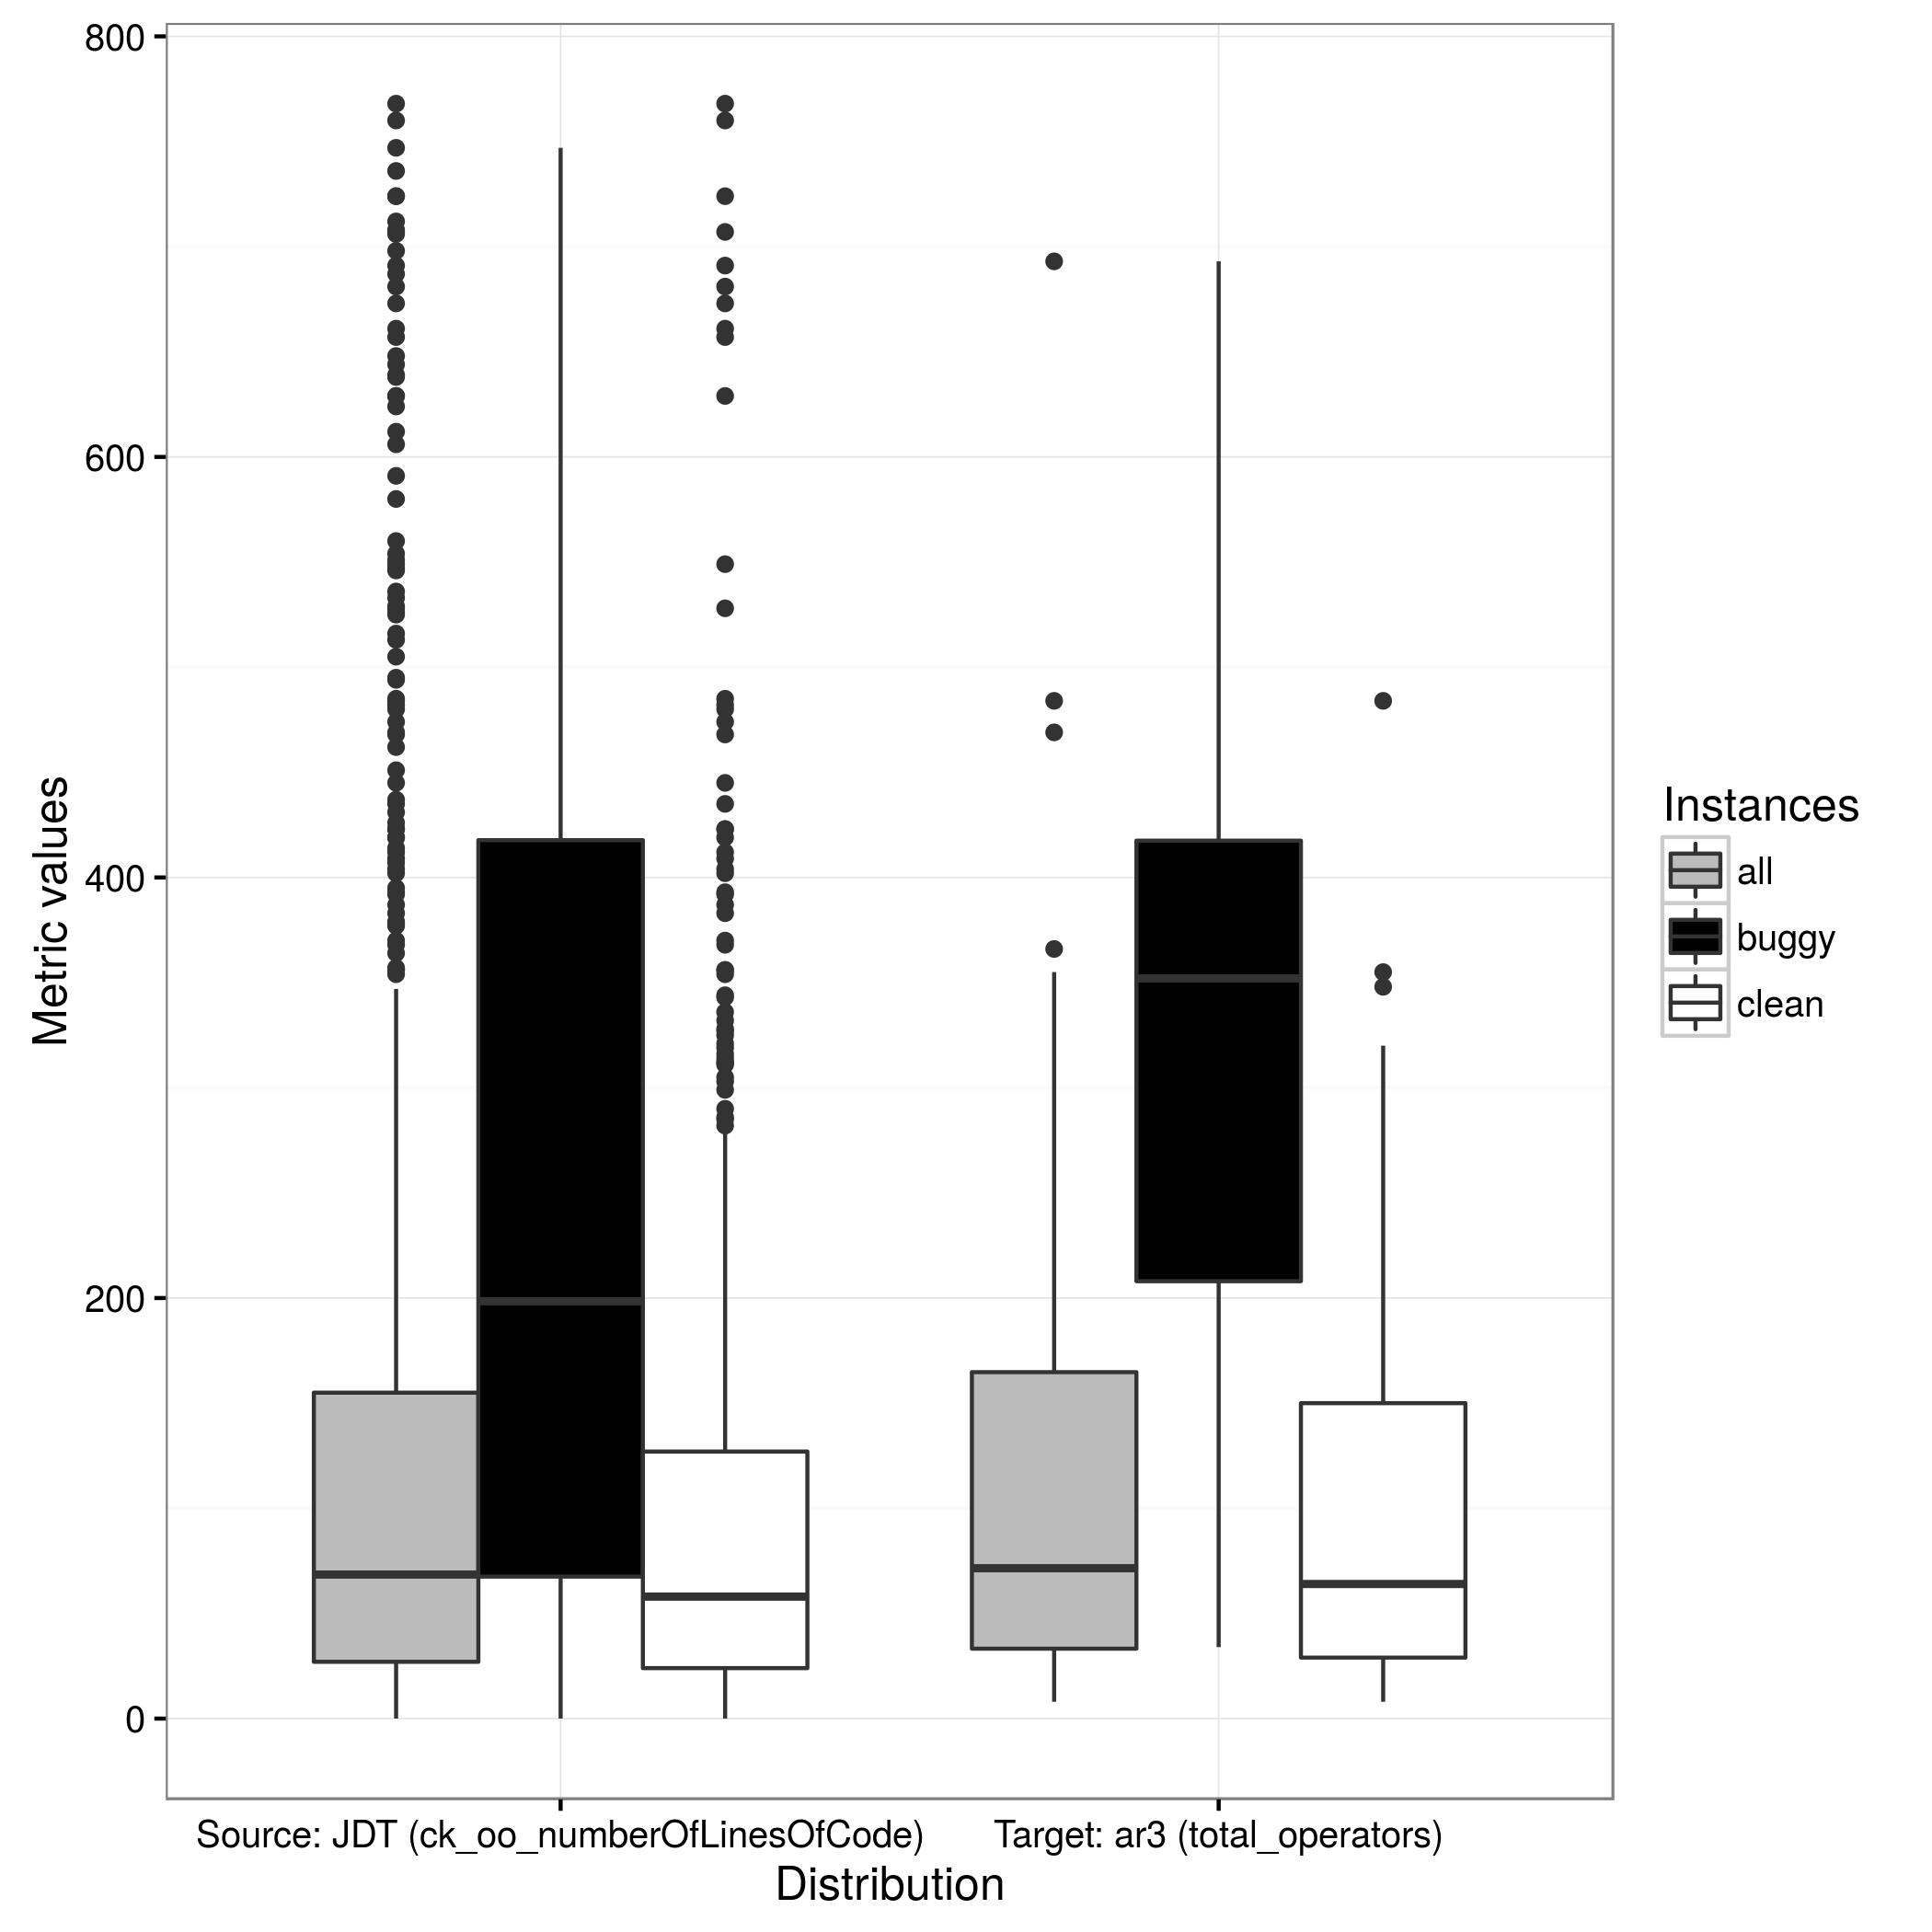 Metric values
800
600
400
200
0
Source: JDT (ck_oo_numberOfLinesOfCode)
Target: ar3 (total_operators)
Distribution
Instances
all
buggy
clean